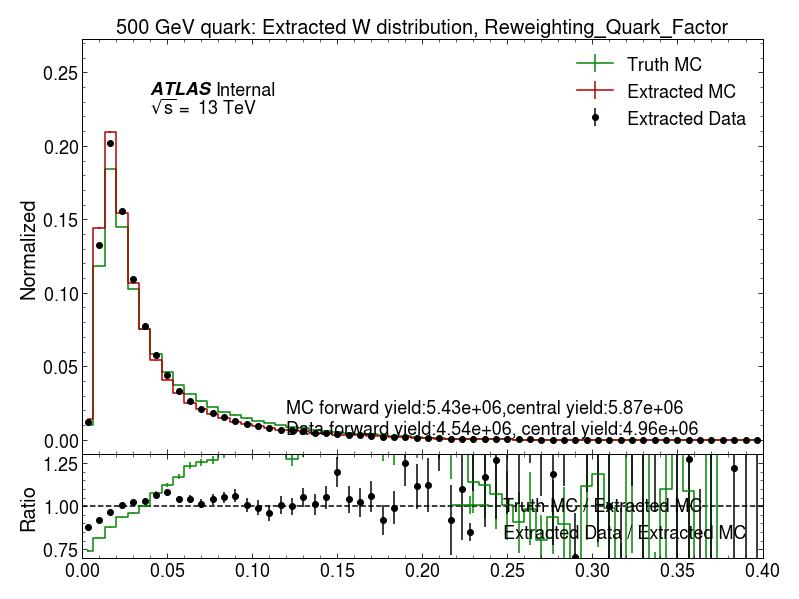 500 GeV quark: Extracted W distribution, Reweighting_Quark_Factor
ATLAS Internal
√s = 13 TeV
Truth MC
Extracted MC
Extracted Data
Normalized
0.25
0.20
0.15
0.10
0.05
0.00
MC forward yield:5.43e+06,central yield:5.87e+06
Data forward yield:4.54e+06, central yield:4.96e+06
Ratio
1.25
1.00
0.75
Truth MC / Extracted MC
Extracted Data / Extracted MC
0.00 0.05 0.10 0.15 0.20 0.25 0.30 0.35 0.40